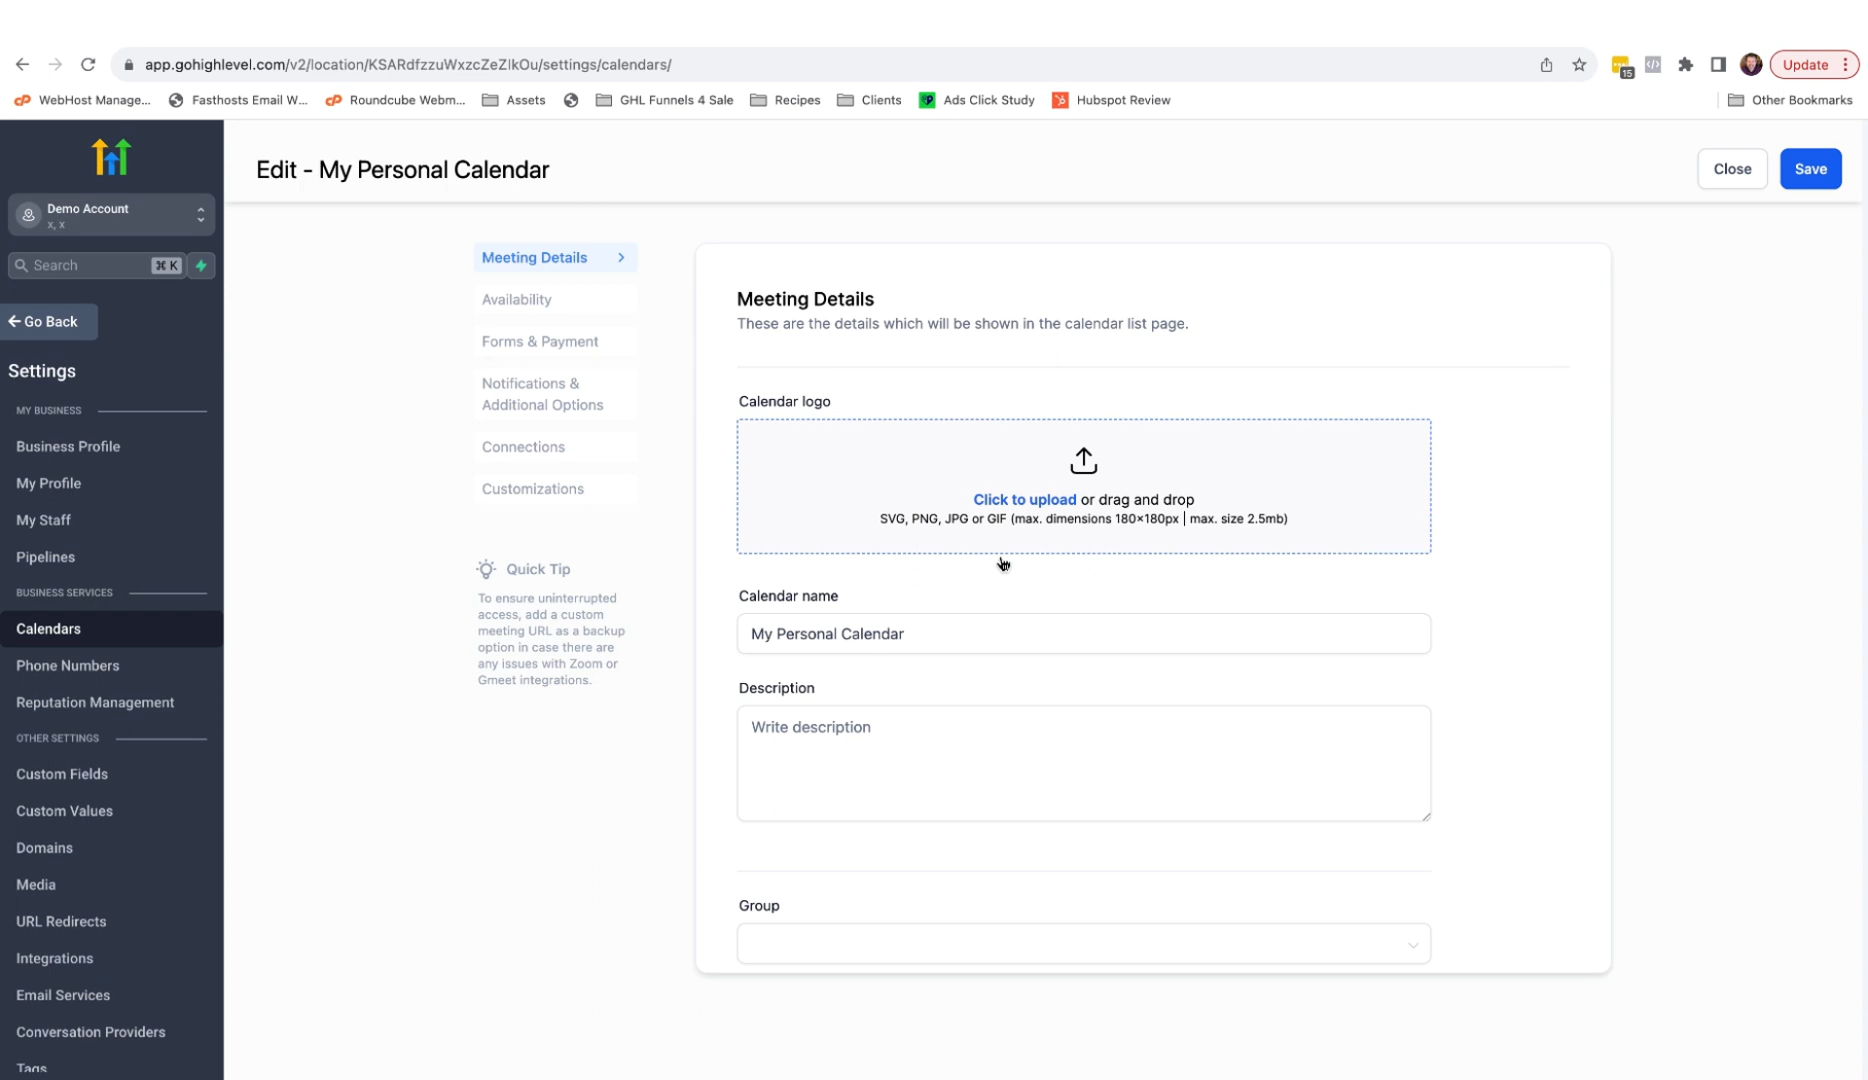 app.gohighlevel.com/v2/location/KSARdfzzuWxzcZeZlkOu/settings/calendars/
15
Update
WebHost Manage...
Fasthosts Email W...
Roundcube Webm...
Assets
GHL Funnels 4 Sale
Recipes
Clients
Ads Click Study
Hubspot Review
Other Bookmarks
Demo Account
x, x
Search
⌘ K
Go Back
Settings
MY BUSINESS
Business Profile
My Profile
My Staff
Pipelines
BUSINESS SERVICES
Calendars
Phone Numbers
Reputation Management
OTHER SETTINGS
Custom Fields
Custom Values
Domains
Media
URL Redirects
Integrations
Email Services
Conversation Providers
Tags
Edit - My Personal Calendar
Close
Save
Meeting Details
Availability
Forms & Payment
Notifications &
Additional Options
Connections
Customizations
Quick Tip
To ensure uninterrupted
access, add a custom
meeting URL as a backup
option in case there are
any issues with Zoom or
Gmeet integrations.
Meeting Details
These are the details which will be shown in the calendar list page.
Calendar logo
Click to upload or drag and drop
SVG, PNG, JPG or GIF (max. dimensions 180×180px | max. size 2.5mb)
Calendar name
My Personal Calendar
Description
Write description
Group